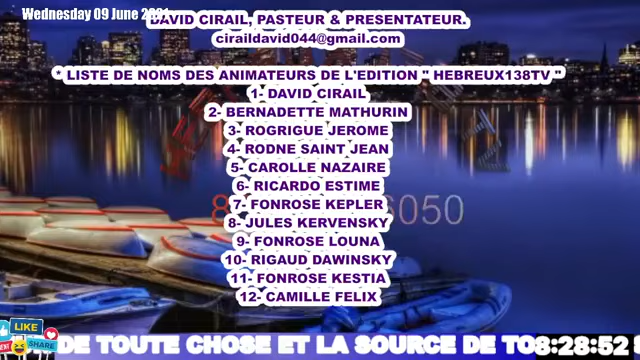 Wednesday 09 June
DAVID CIRAIL, PASTEUR & PRESENTATEUR.
ciraildavid044@gmail.com
* LISTE DE NOMS DES ANIMATEURS DE L'EDITION " HEBREUX138TV "
1- DAVID CIRAIL
2- BERNADETTE MATHURIN
3- ROGRIGUE JEROME
4- RODNE SAINT JEAN
5- CAROLLE NAZAIRE
6- RICARDO ESTIME
7- FONROSE KEPLER
8- JULES KERVENSKY
9- FONROSE LOUNA
10- RIGAUD DAWINSKY
11- FONROSE KESTIA
12- CAMILLE FELIX
6050
LIKE
SHARE
DE TOUTE CHOSE ET LA SOURCE DE TO
8:28:52